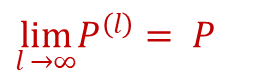 lim P^(l) = P
l →∞